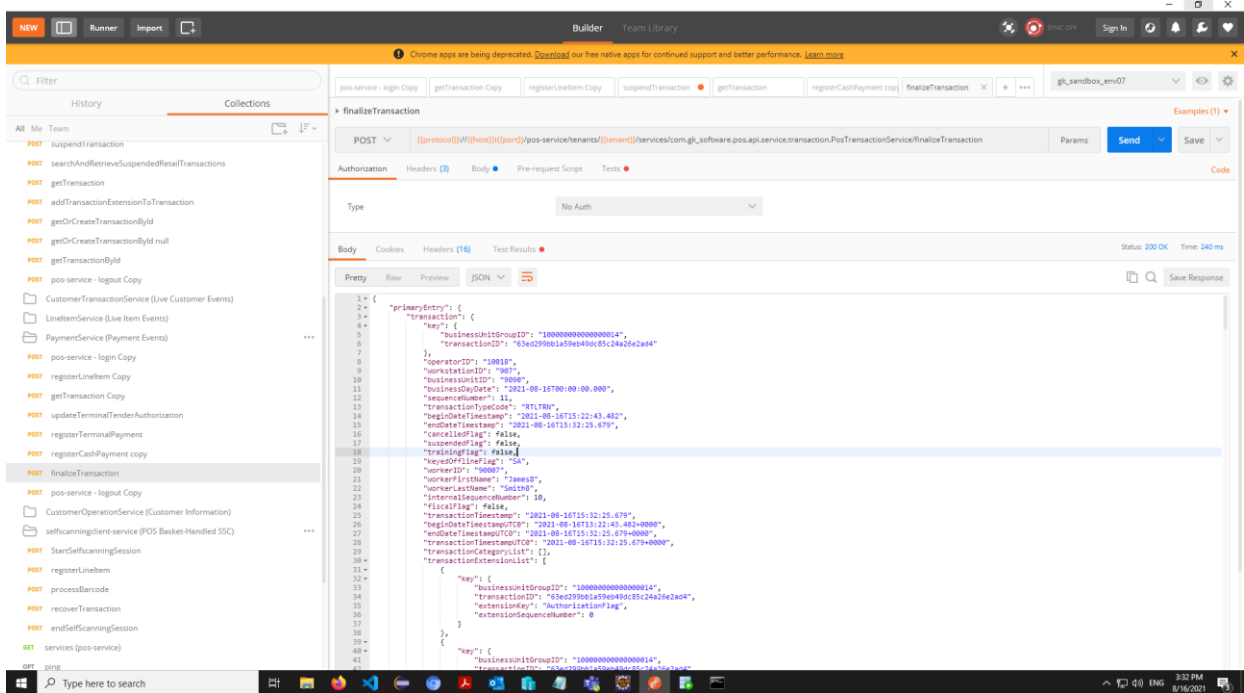 NEW Runner Import Builder Team Library SYNC OFF Sign In
Chrome apps are being deprecated. Download our free native apps for continued support and better performance. Learn more
Filter
History Collections
All Me Team
POST suspendTransaction
POST searchAndRetrieveSuspendedRetailTransactions
POST getTransaction
POST addTransactionExtensionToTransaction
POST getOrCreateTransactionById
POST getOrCreateTransactionById null
POST getTransactionById
POST pos-service - logout Copy
CustomerTransactionService (Live Customer Events)
LineItemService (Live Item Events)
PaymentService (Payment Events)
POST pos-service - login Copy
POST registerLineItem Copy
POST getTransaction Copy
POST updateTerminalTenderAuthorization
POST registerTerminalPayment
POST registerCashPayment copy
POST finalizeTransaction
POST pos-service - logout Copy
CustomerOperationService (Customer Information)
selfscanningclient-service (POS Basket-Handled SSC)
POST StartSelfscanningSession
POST registerLineItem
POST processBarcode
POST recoverTransaction
POST endSelfScanningSession
GET services (pos-service)
OPT ping
pos-service - login Copy getTransaction Copy registerLineItem Copy suspendTransaction getTransaction registerCashPayment copy finalizeTransaction gk_sandbox_env07
finalizeTransaction Examples (1)
POST {{protocol}}://{{host}}:{{port}}/pos-service/tenants/{{tenant}}/services/com.gk_software.pos.api.service.transaction.PosTransactionService/finalizeTransaction Params Send Save
Authorization Headers (3) Body Pre-request Script Tests Code
Type No Auth
Body Cookies Headers (16) Test Results Status: 200 OK Time: 240 ms
Pretty Raw Preview JSON Save Response
1 {
2 "primaryEntry": {
3 "transaction": {
4 "key": {
5 "businessUnitGroupID": "100000000000000014",
6 "transactionID": "63ed299bb1a59eb49dc85c24a26e2ad4"
7 },
8 "operatorID": "10018",
9 "workstationID": "907",
10 "businessUnitID": "9090",
11 "businessDayDate": "2021-08-16T00:00:00.000",
12 "sequenceNumber": 11,
13 "transactionTypeCode": "RTLTRN",
14 "beginDateTimestamp": "2021-08-16T15:22:43.482",
15 "endDateTimestamp": "2021-08-16T15:32:25.679",
16 "cancelledFlag": false,
17 "suspendedFlag": false,
18 "trainingFlag": false,
19 "keyedOfflineFlag": "SA",
20 "workerID": "90007",
21 "workerFirstName": "James8",
22 "workerLastName": "Smith8",
23 "internalSequenceNumber": 10,
24 "fiscalFlag": false,
25 "transactionTimestamp": "2021-08-16T15:32:25.679",
26 "beginDateTimestampUTC0": "2021-08-16T13:22:43.482+0000",
27 "endDateTimestampUTC0": "2021-08-16T15:32:25.679+0000",
28 "transactionTimestampUTC0": "2021-08-16T15:32:25.679+0000",
29 "transactionCategoryList": [],
30 "transactionExtensionList": [
31 {
32 "key": {
33 "businessUnitGroupID": "100000000000000014",
34 "transactionID": "63ed299bb1a59eb49dc85c24a26e2ad4",
35 "extensionKey": "AuthorizationFlag",
36 "extensionSequenceNumber": 0
37 }
38 },
39 {
40 "key": {
41 "businessUnitGroupID": "100000000000000014",
42 "transactionID": "63ed299bb1a59eb49dc85c24a26e2ad4",
Type here to search ENG 3:32 PM
8/16/2021